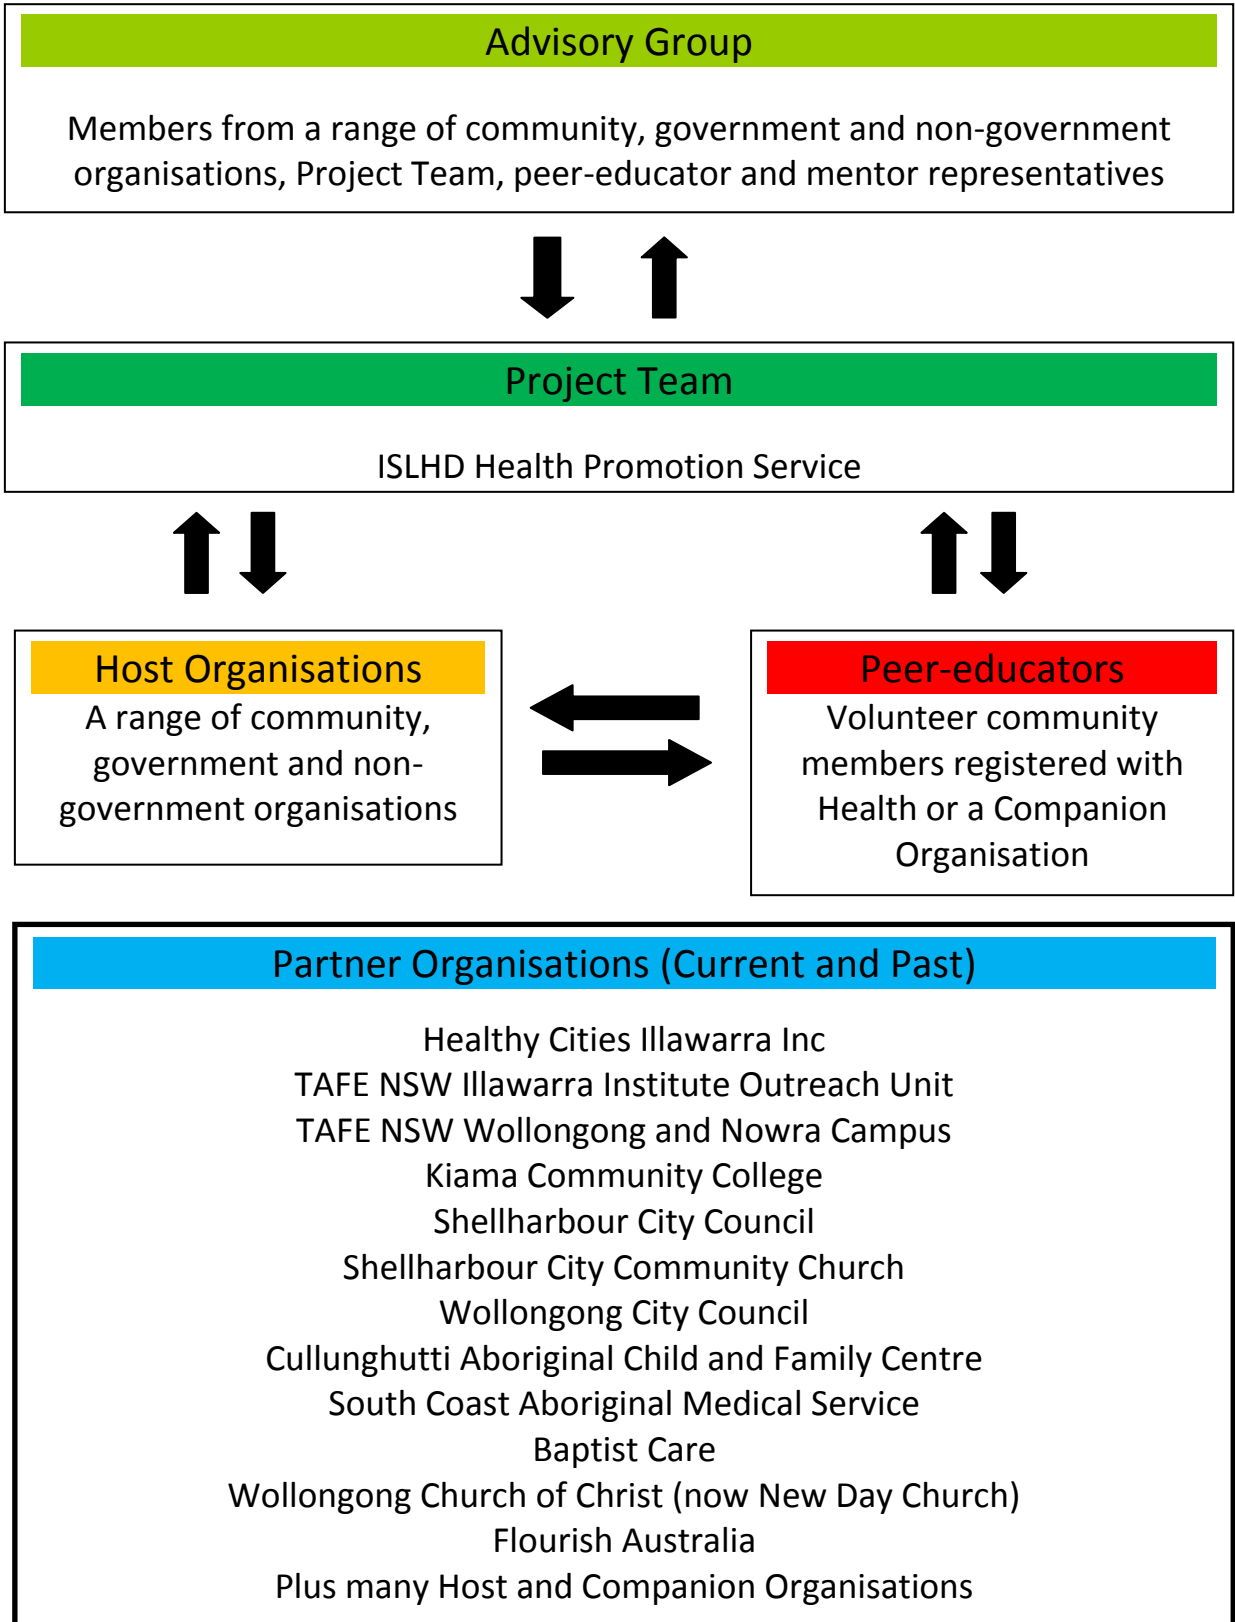 Advisory Group
Members from a range of community, government and non-government
organisations, Project Team, peer-educator and mentor representatives
Project Team
ISLHD Health Promotion Service
Host Organisations
A range of community,
government and non-
government organisations
Peer-educators
Volunteer community
members registered with
Health or a Companion
Organisation
Partner Organisations (Current and Past)
Healthy Cities Illawarra Inc
TAFE NSW Illawarra Institute Outreach Unit
TAFE NSW Wollongong and Nowra Campus
Kiama Community College
Shellharbour City Council
Shellharbour City Community Church
Wollongong City Council
Cullunghutti Aboriginal Child and Family Centre
South Coast Aboriginal Medical Service
Baptist Care
Wollongong Church of Christ (now New Day Church)
Flourish Australia
Plus many Host and Companion Organisations